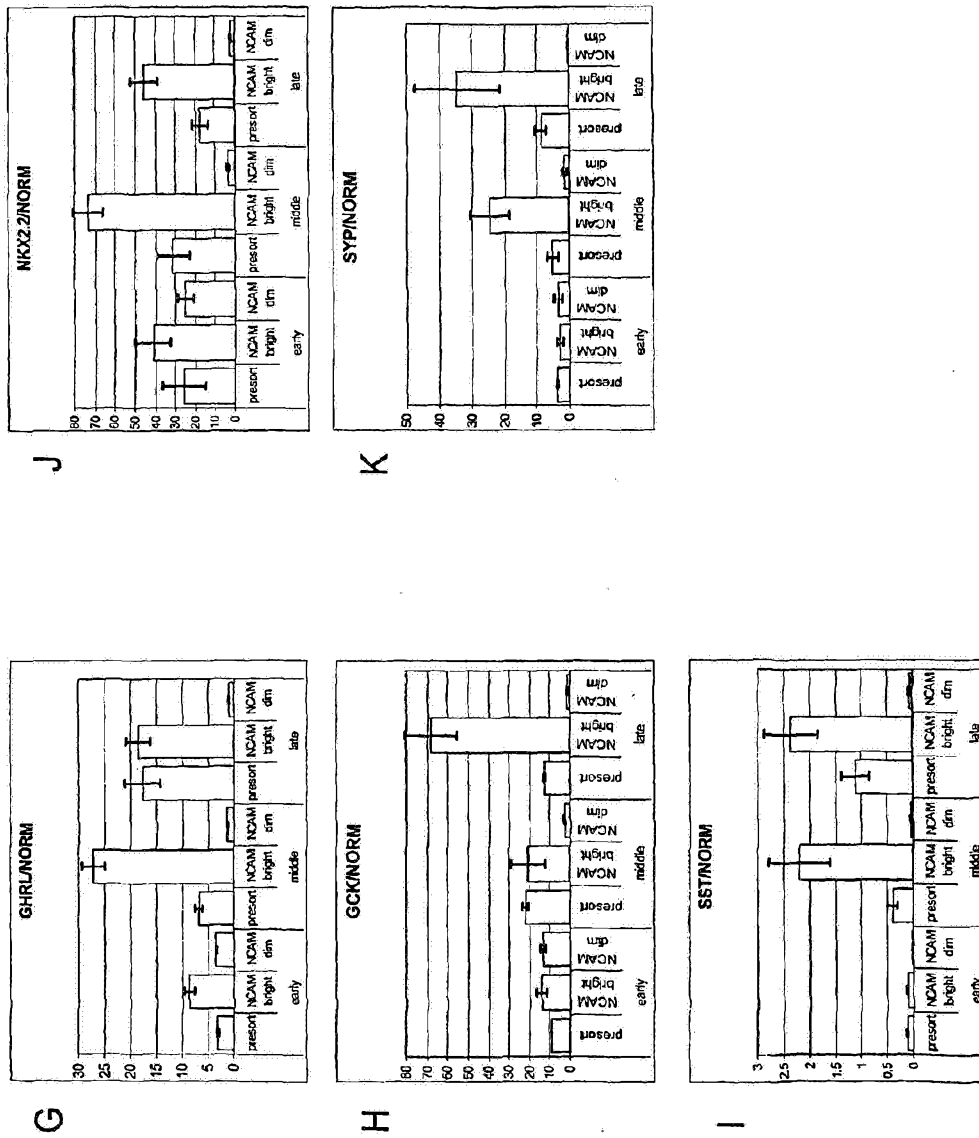 G
GHRL/NORM
30
25
20
15
10
5
0
presort NCAM NCAM presort NCAM NCAM presort NCAM NCAM
bright dim bright dim bright dim
early middle late
H
GCK/NORM
80
70
60
50
40
30
20
10
0
presort NCAM NCAM presort NCAM NCAM presort NCAM NCAM
bright dim bright dim bright dim
early middle late
I
SST/NORM
3
2.5
2
1.5
1
0.5
0
presort NCAM NCAM presort NCAM NCAM presort NCAM NCAM
bright dim bright dim bright dim
early middle late
J
NKX2.2/NORM
80
70
60
50
40
30
20
10
0
presort NCAM NCAM presort NCAM NCAM presort NCAM NCAM
bright dim bright dim bright dim
early middle late
K
SYP/NORM
50
40
30
20
10
0
presort NCAM NCAM presort NCAM NCAM presort NCAM NCAM
bright dim bright dim bright dim
early middle late